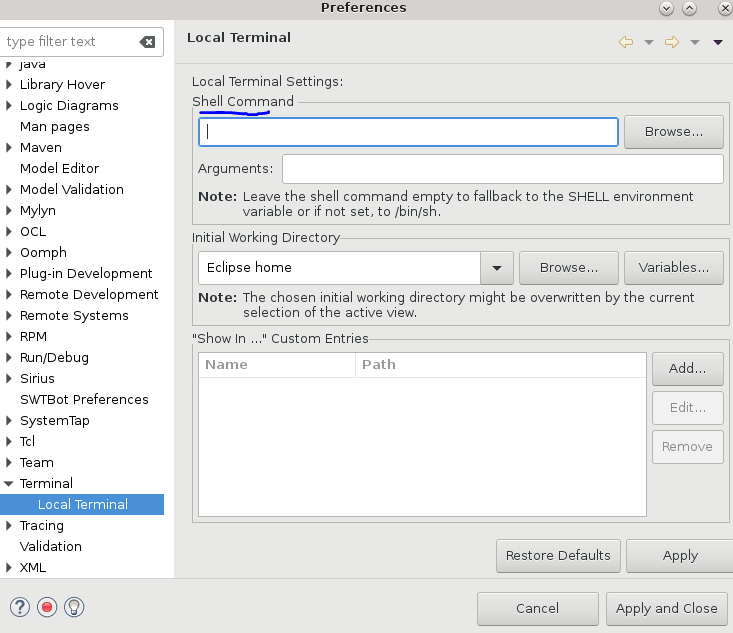 Preferences
type filter text
Local Terminal
Java
Library Hover
Logic Diagrams
Man pages
Maven
Model Editor
Model Validation
Mylyn
OCL
Oomph
Plug-in Development
Remote Development
Remote Systems
RPM
Run/Debug
Sirius
SWTBot Preferences
SystemTap
Tcl
Team
Terminal
Local Terminal
Tracing
Validation
XML
Local Terminal Settings:
Shell Command
Browse...
Arguments:
Note: Leave the shell command empty to fallback to the SHELL environment
variable or if not set, to /bin/sh.
Initial Working Directory
Eclipse home
Browse...
Variables...
Note: The chosen initial working directory might be overwritten by the current
selection of the active view.
"Show In ..." Custom Entries
Name Path
Add...
Edit...
Remove
Restore Defaults
Apply
?
Cancel
Apply and Close